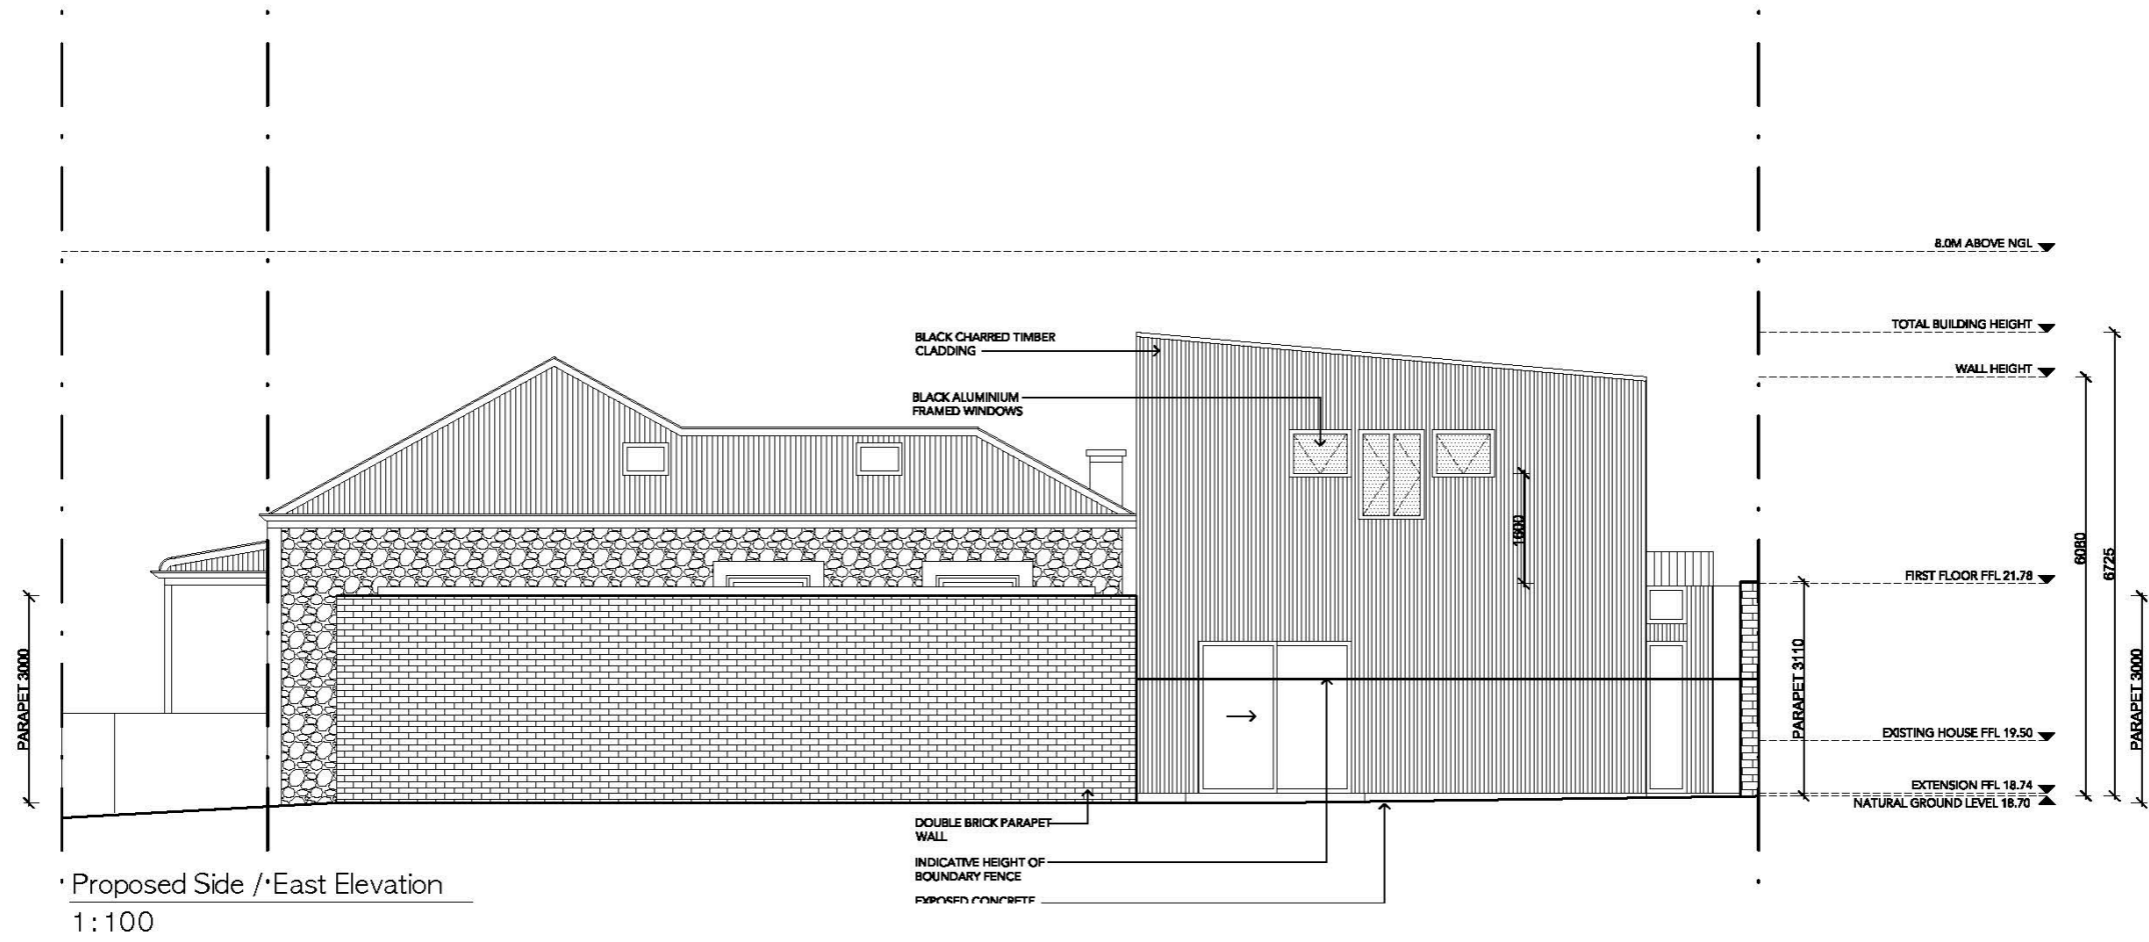 8.0M ABOVE NGL
TOTAL BUILDING HEIGHT
BLACK CHARRED TIMBER
CLADDING
WALL HEIGHT
BLACK ALUMINIUM
FRAMED WINDOWS
1600
6080
6725
FIRST FLOOR FFL 21.78
PARAPET 3000
PARAPET 3110
PARAPET 3000
EXISTING HOUSE FFL 19.50
EXTENSION FFL 18.74
NATURAL GROUND LEVEL 18.70
DOUBLE BRICK PARAPET
WALL
INDICATIVE HEIGHT OF
BOUNDARY FENCE
EXPOSED CONCRETE
Proposed Side / East Elevation
1:100